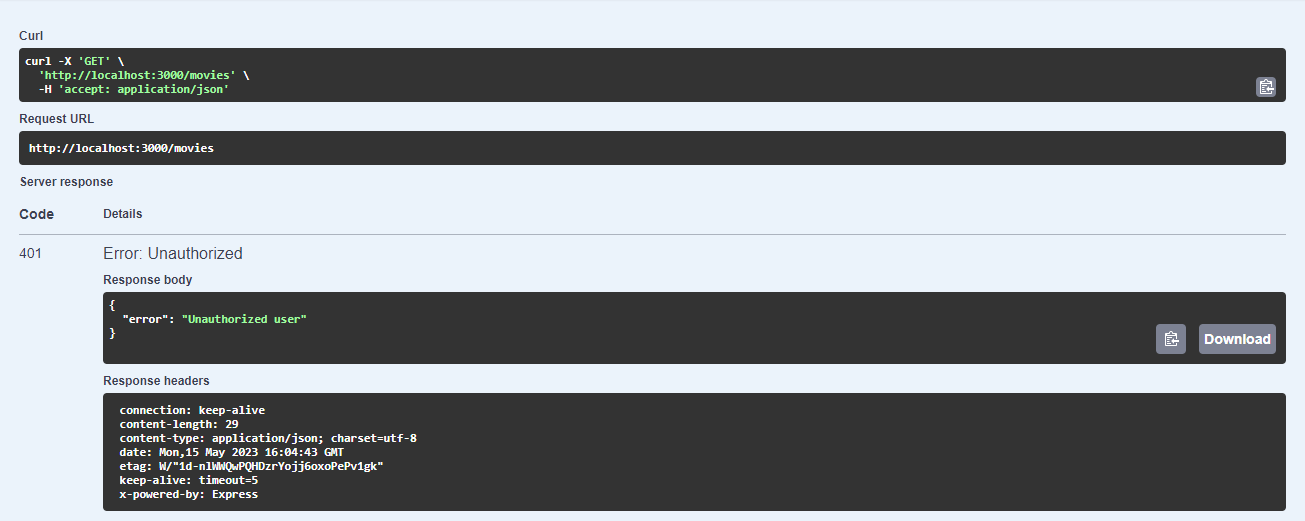 Curl
curl -X 'GET' \
'http://localhost:3000/movies' \
-H 'accept: application/json'
Request URL
http://localhost:3000/movies
Server response
Code Details
401 Error: Unauthorized
Response body
{
"error": "Unauthorized user"
}
Download
Response headers
connection: keep-alive
content-length: 29
content-type: application/json; charset=utf-8
date: Mon,15 May 2023 16:04:43 GMT
etag: W/"1d-nlWWQwPQHDzrYojj6oxoPePv1gk"
keep-alive: timeout=5
x-powered-by: Express